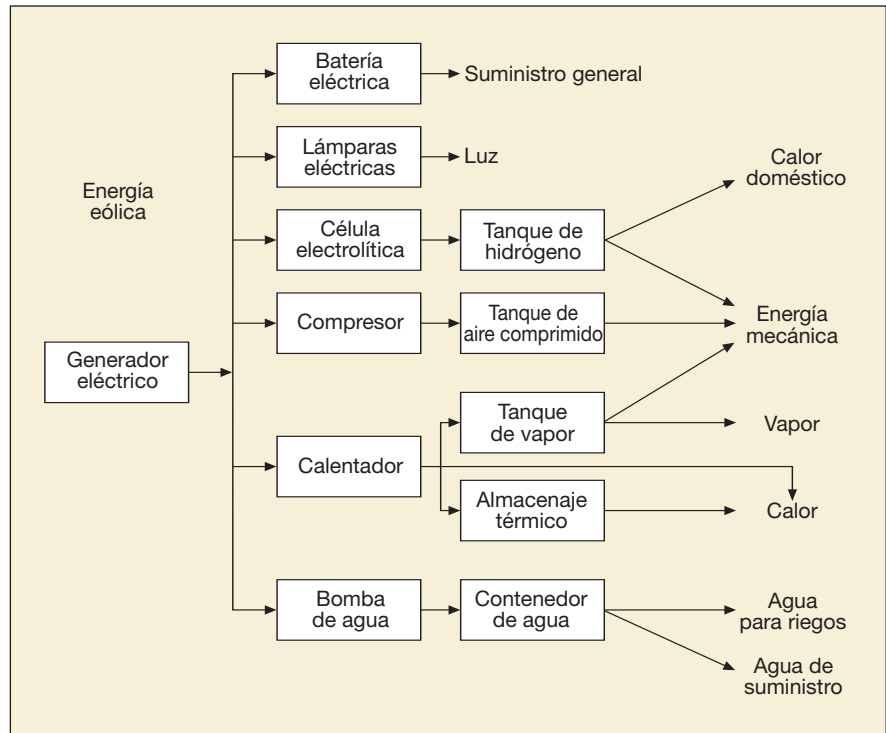 Batería
eléctrica
Suministro general
Lámparas
eléctricas
Luz
Calor
doméstico
Energía
eólica
Célula
electrolítica
Tanque de
hidrógeno
Compresor
Tanque de
aire comprimido
Energía
mecánica
Generador
eléctrico
Tanque
de vapor
Vapor
Calentador
Almacenaje
térmico
Calor
Bomba
de agua
Contenedor
de agua
Agua
para riegos
Agua de
suministro